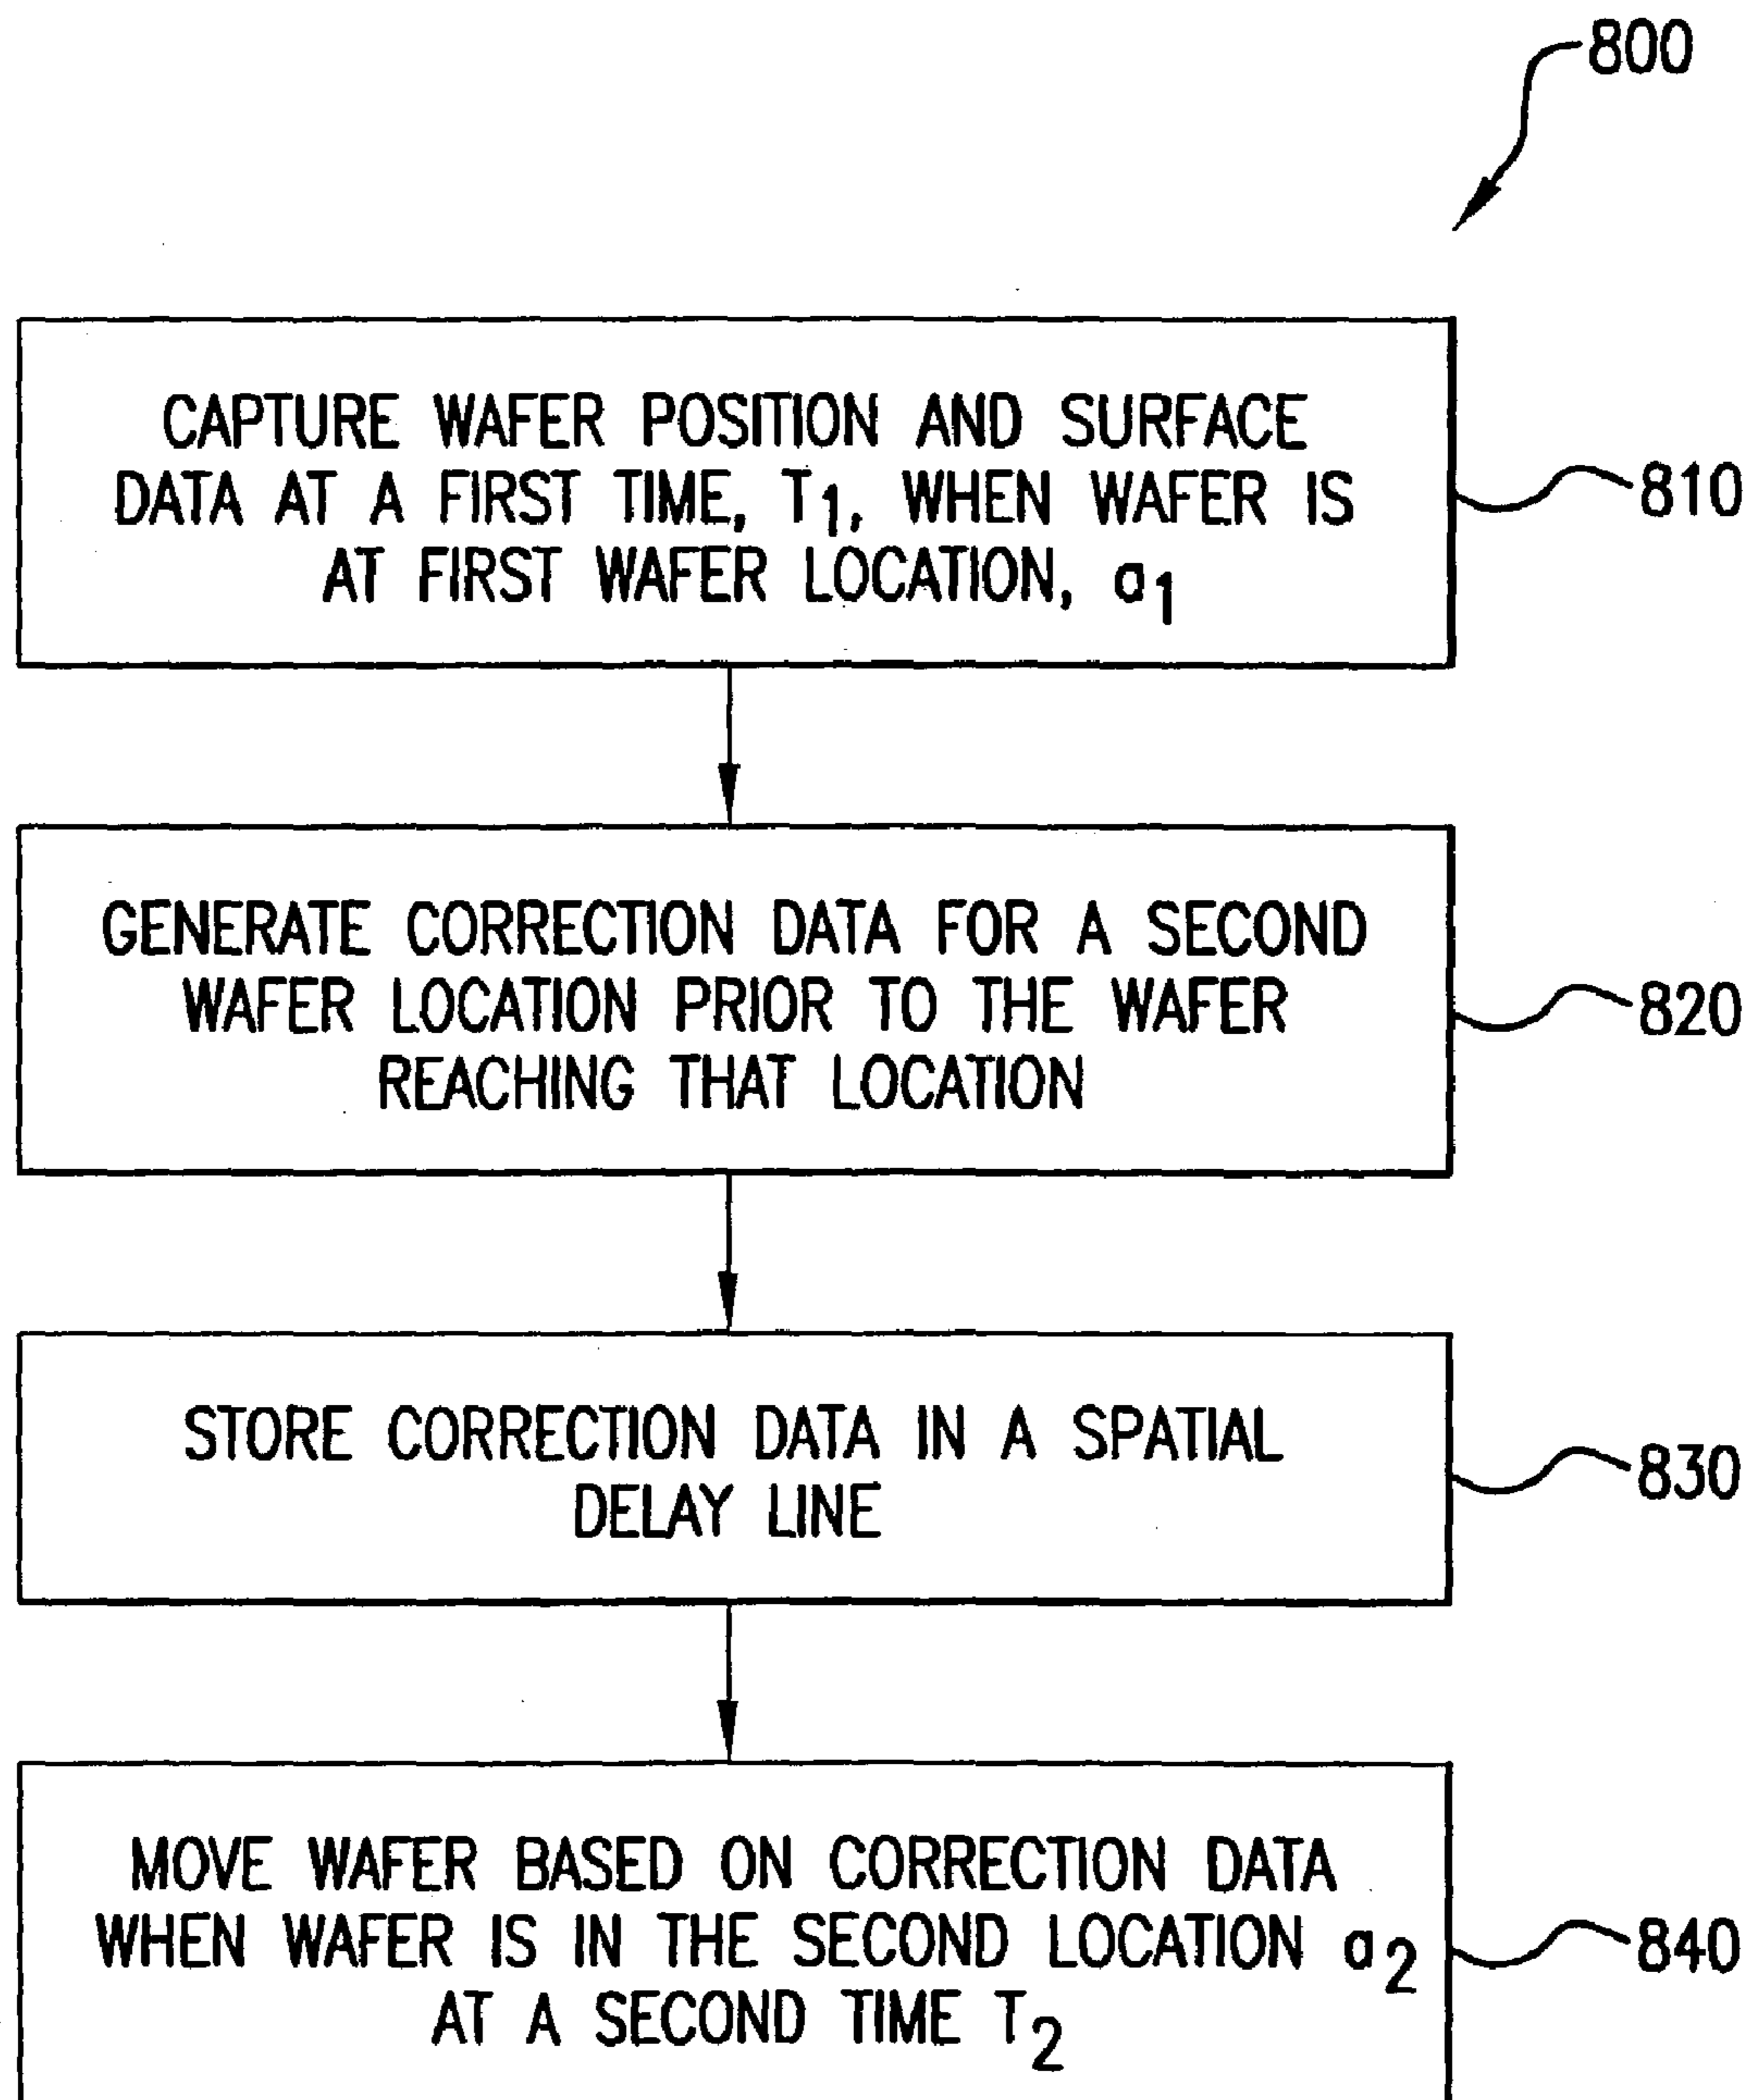 800
CAPTURE WAFER POSITION AND SURFACE
DATA AT A FIRST TIME, T1, WHEN WAFER IS
AT FIRST WAFER LOCATION, a1
810
GENERATE CORRECTION DATA FOR A SECOND
WAFER LOCATION PRIOR TO THE WAFER
REACHING THAT LOCATION
820
STORE CORRECTION DATA IN A SPATIAL
DELAY LINE
830
MOVE WAFER BASED ON CORRECTION DATA
WHEN WAFER IS IN THE SECOND LOCATION a2
AT A SECOND TIME T2
840